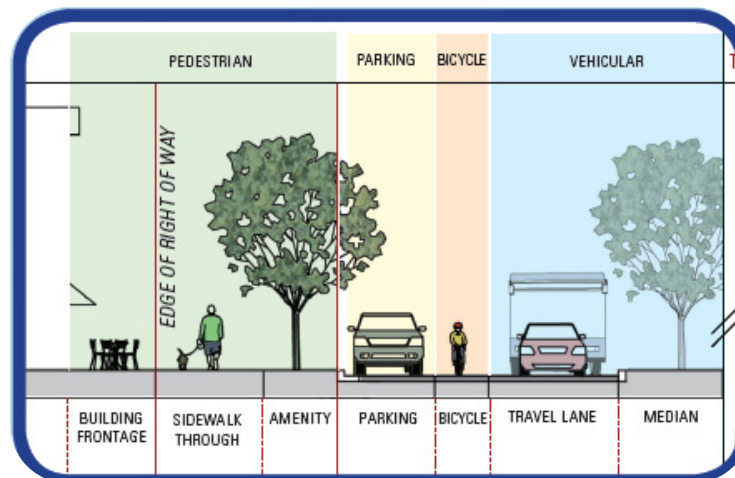 PEDESTRIAN PARKING BICYCLE VEHICULAR
EDGE OF RIGHT OF WAY
BUILDING FRONTAGE
SIDEWALK THROUGH
AMENITY
PARKING
BICYCLE
TRAVEL LANE
MEDIAN